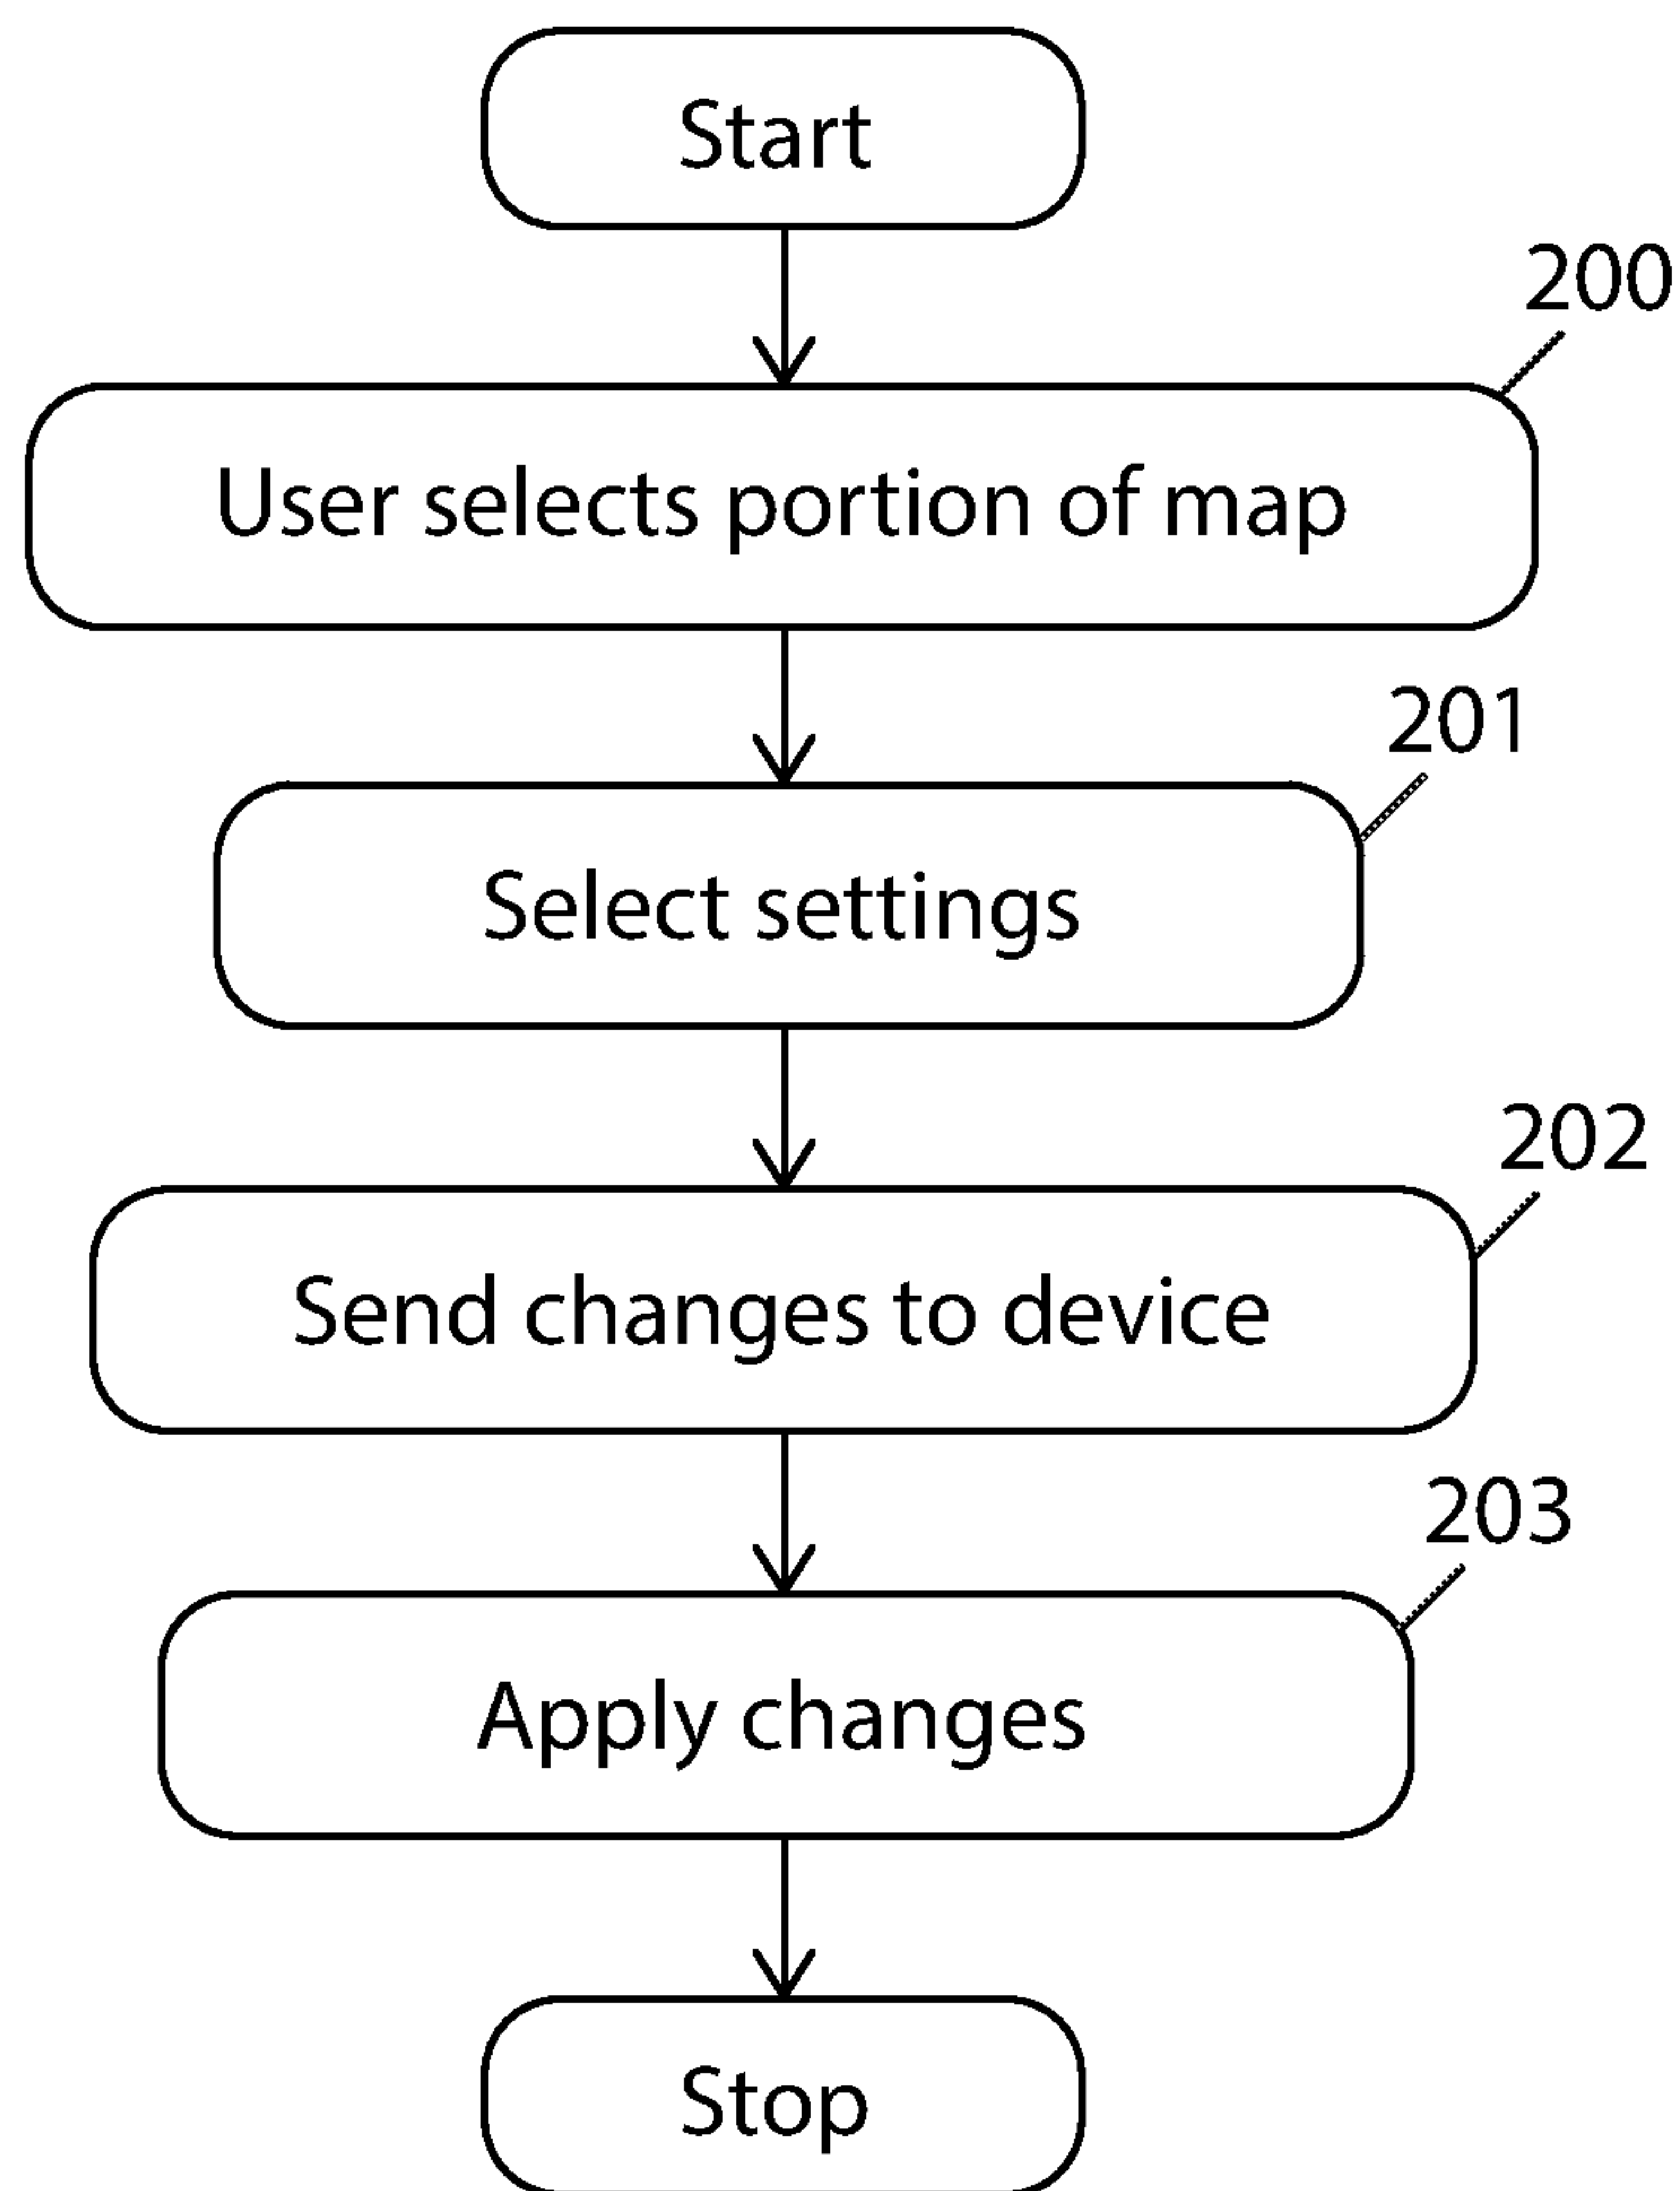 Start
200
User selects portion of map
201
Select settings
202
Send changes to device
203
Apply changes
Stop